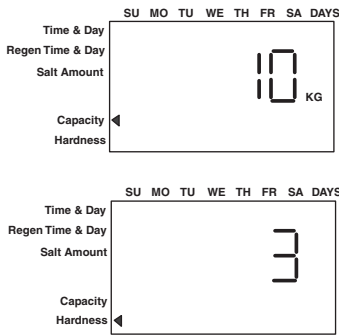 SU MO TU WE TH FR SA DAYS
Time & Day
Regen Time & Day
Salt Amount
10 KG
Capacity
Hardness
SU MO TU WE TH FR SA DAYS
Time & Day
Regen Time & Day
Salt Amount
3
Capacity
Hardness